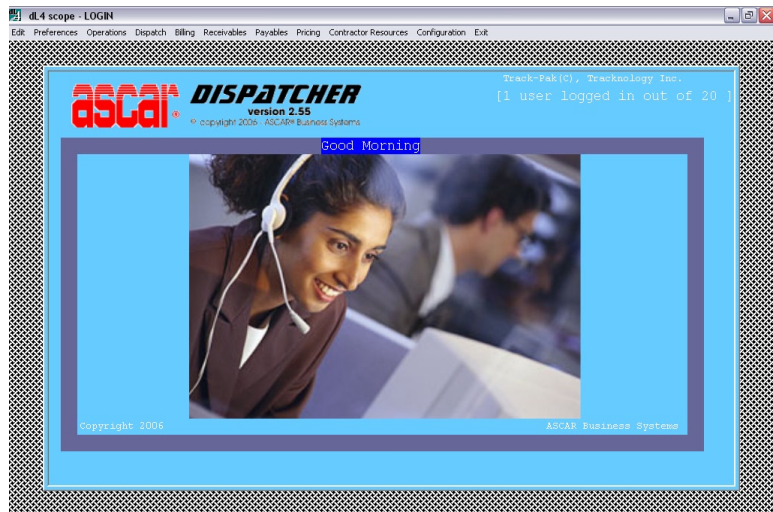 dL4 scope - LOGIN
Edit Preferences Operations Dispatch Billing Receivables Payables Pricing Contractor Resources Configuration Exit
Track-Pak(C), Tracknology Inc.
[1 user logged in out of 20 ]
ascar® DISPATCHER
version 2.55
© copyright 2006 - ASCAR® Business Systems
Good Morning
Copyright 2006 ASCAR Business Systems